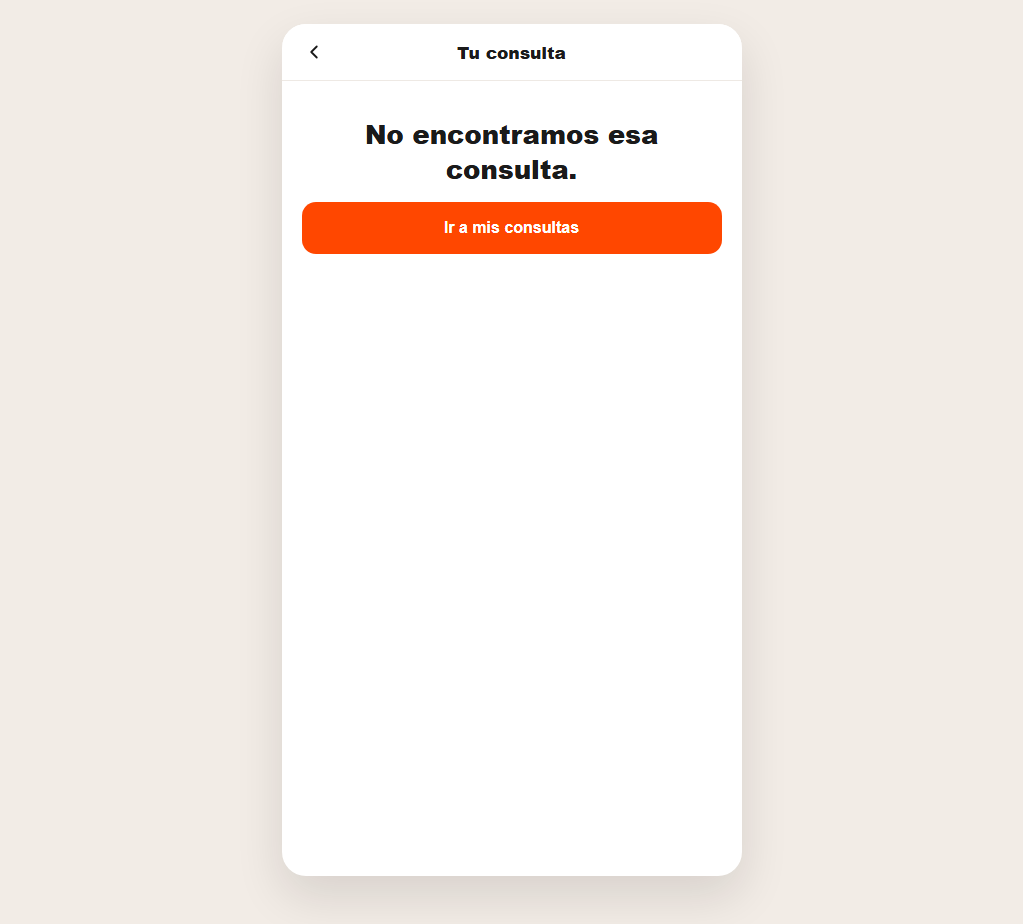 Tu consulta
No encontramos esa
consulta.
Ir a mis consultas